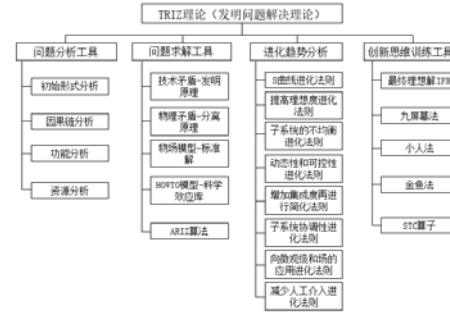 TRIZ理论（发明问题解决理论）
问题分析工具
初始形式分析
因果链分析
功能分析
资源分析
问题求解工具
技术矛盾-发明
原理
物理矛盾-分离
原理
物场模型-标准
解
HOWTO模型-科学
效应库
ARIZ算法
进化趋势分析
S曲线进化法则
提高理想度进化
法则
子系统的不均衡
进化法则
动态性和可控性
进化法则
增加集成度再进
行简化法则
子系统协调性进
化法则
向微观级和场的
应用进化法则
减少人工介入进
化法则
创新思维训练工具
最终理想解IFR
九屏幕法
小人法
金鱼法
STC算子